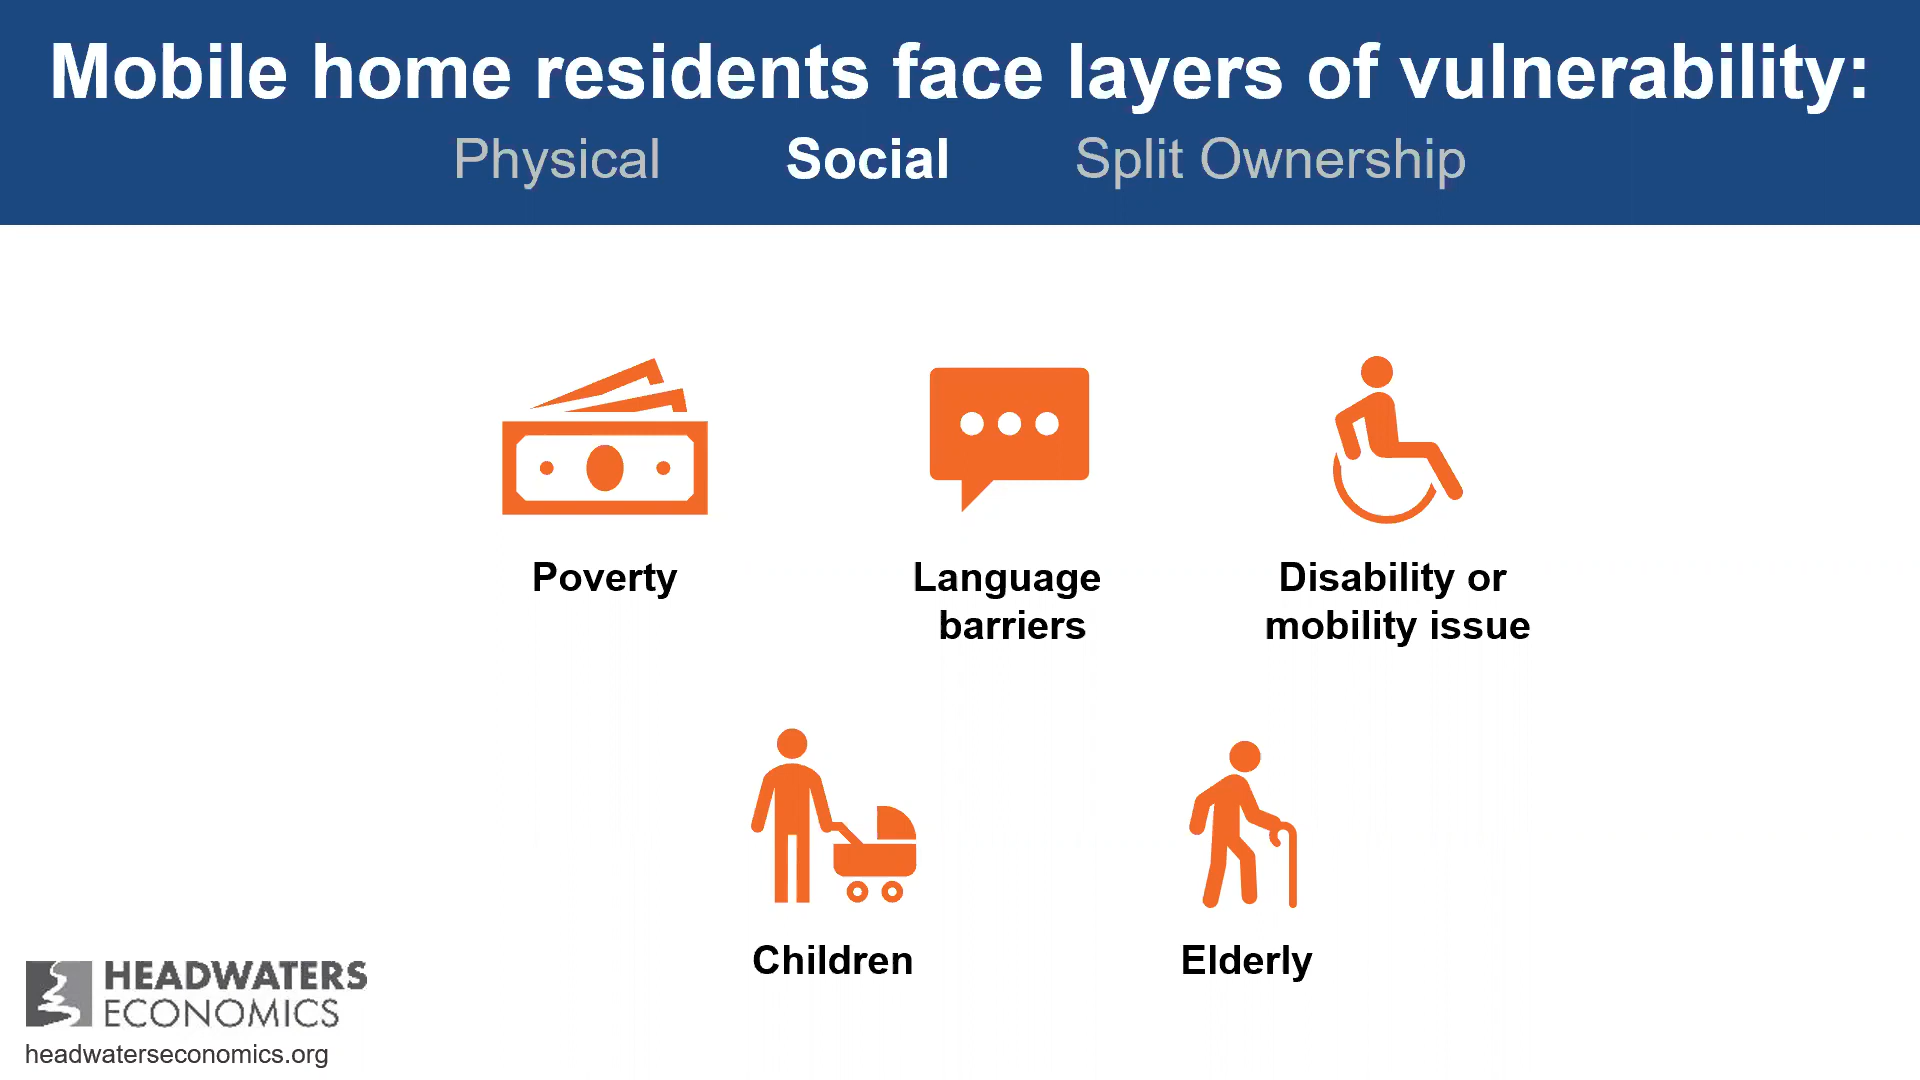 Mobile home residents face layers of vulnerability:
Physical Social Split Ownership
Poverty
Language
barriers
Disability or
mobility issue
Children
Elderly
HEADWATERS
ECONOMICS
headwaterseconomics.org